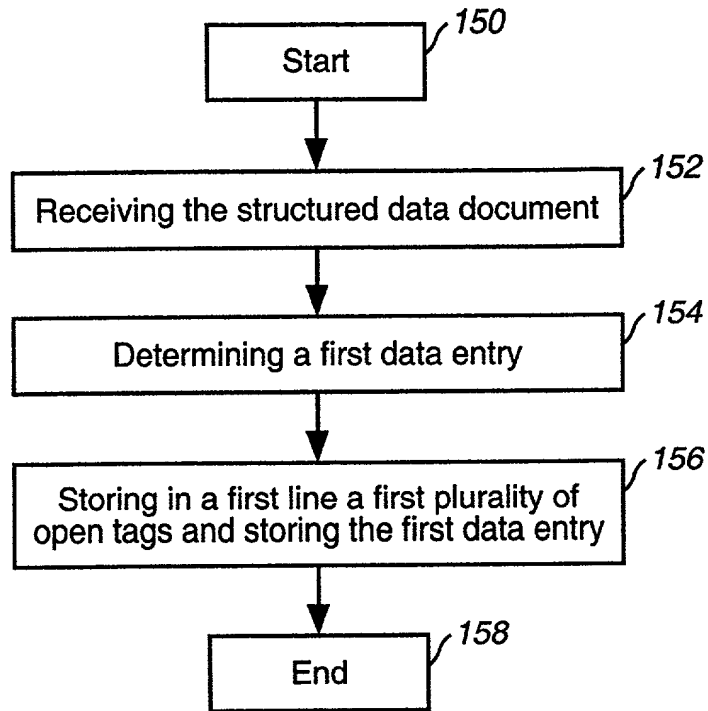 150
Start
152
Receiving the structured data document
154
Determining a first data entry
156
Storing in a first line a first plurality of
open tags and storing the first data entry
158
End